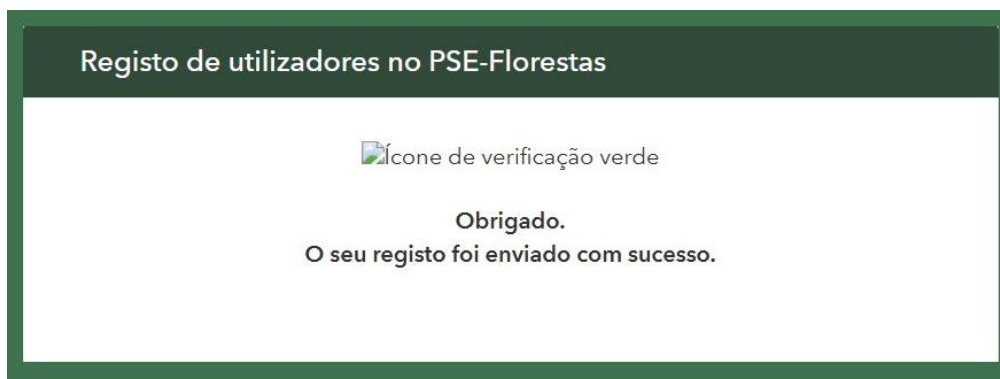 Registo de utilizadores no PSE-Florestas
Ícone de verificação verde
Obrigado.
O seu registo foi enviado com sucesso.